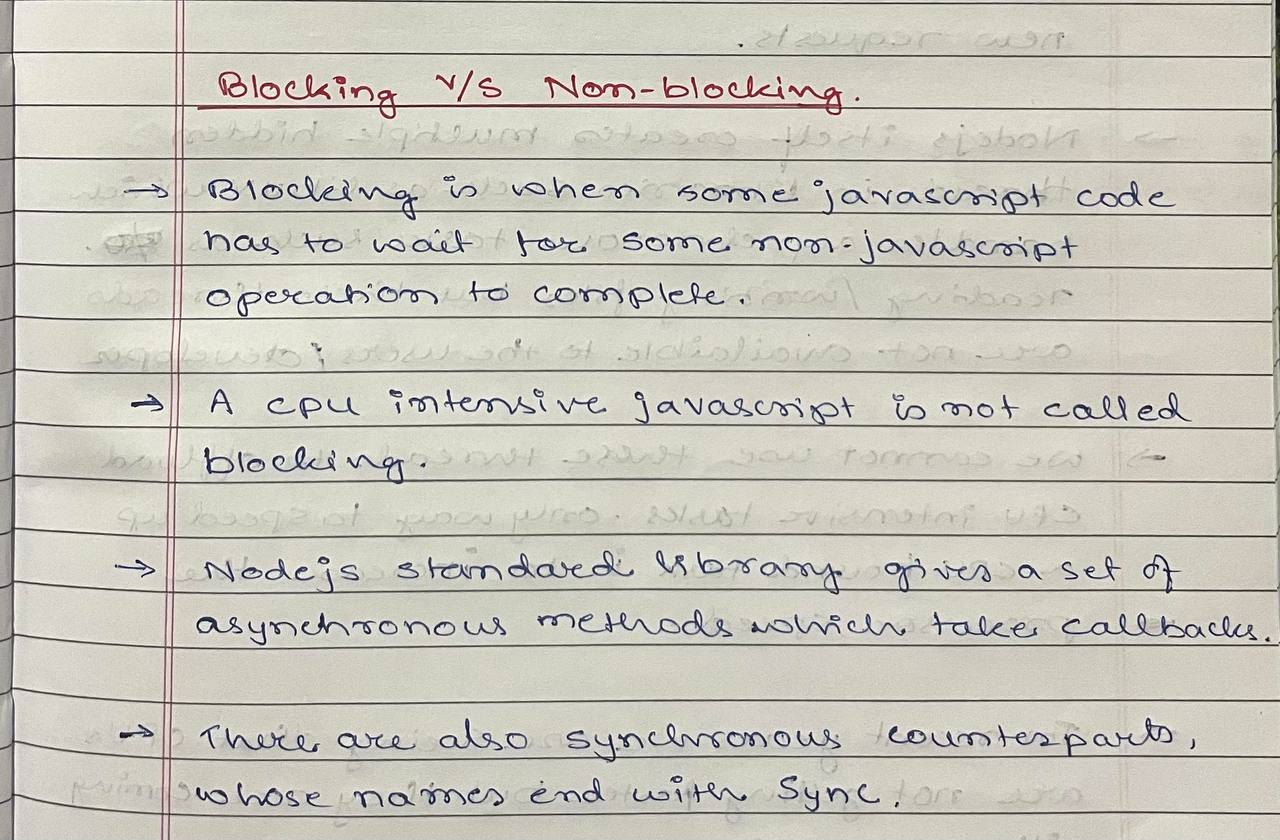 Blocking v/s Non-blocking.
→ Blocking is when some javascript code
has to wait for some non-javascript
operation to complete.
→ A cpu intensive javascript is not called
blocking.
→ Nodejs standard library gives a set of
asynchronous methods which take callbacks.
→ There are also synchronous counterparts,
whose names end with Sync.